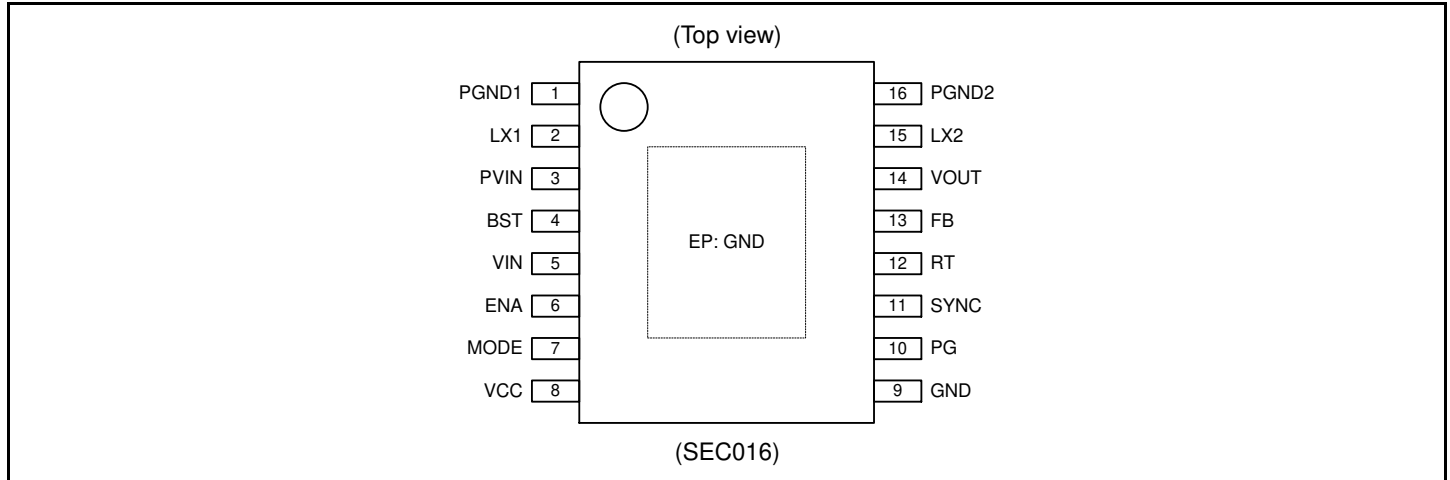 (Top view)
PGND1 1 16 PGND2
LX1 2 15 LX2
PVIN 3 14 VOUT
BST 4 13 FB
EP: GND
VIN 5 12 RT
ENA 6 11 SYNC
MODE 7 10 PG
VCC 8 9 GND
(SEC016)